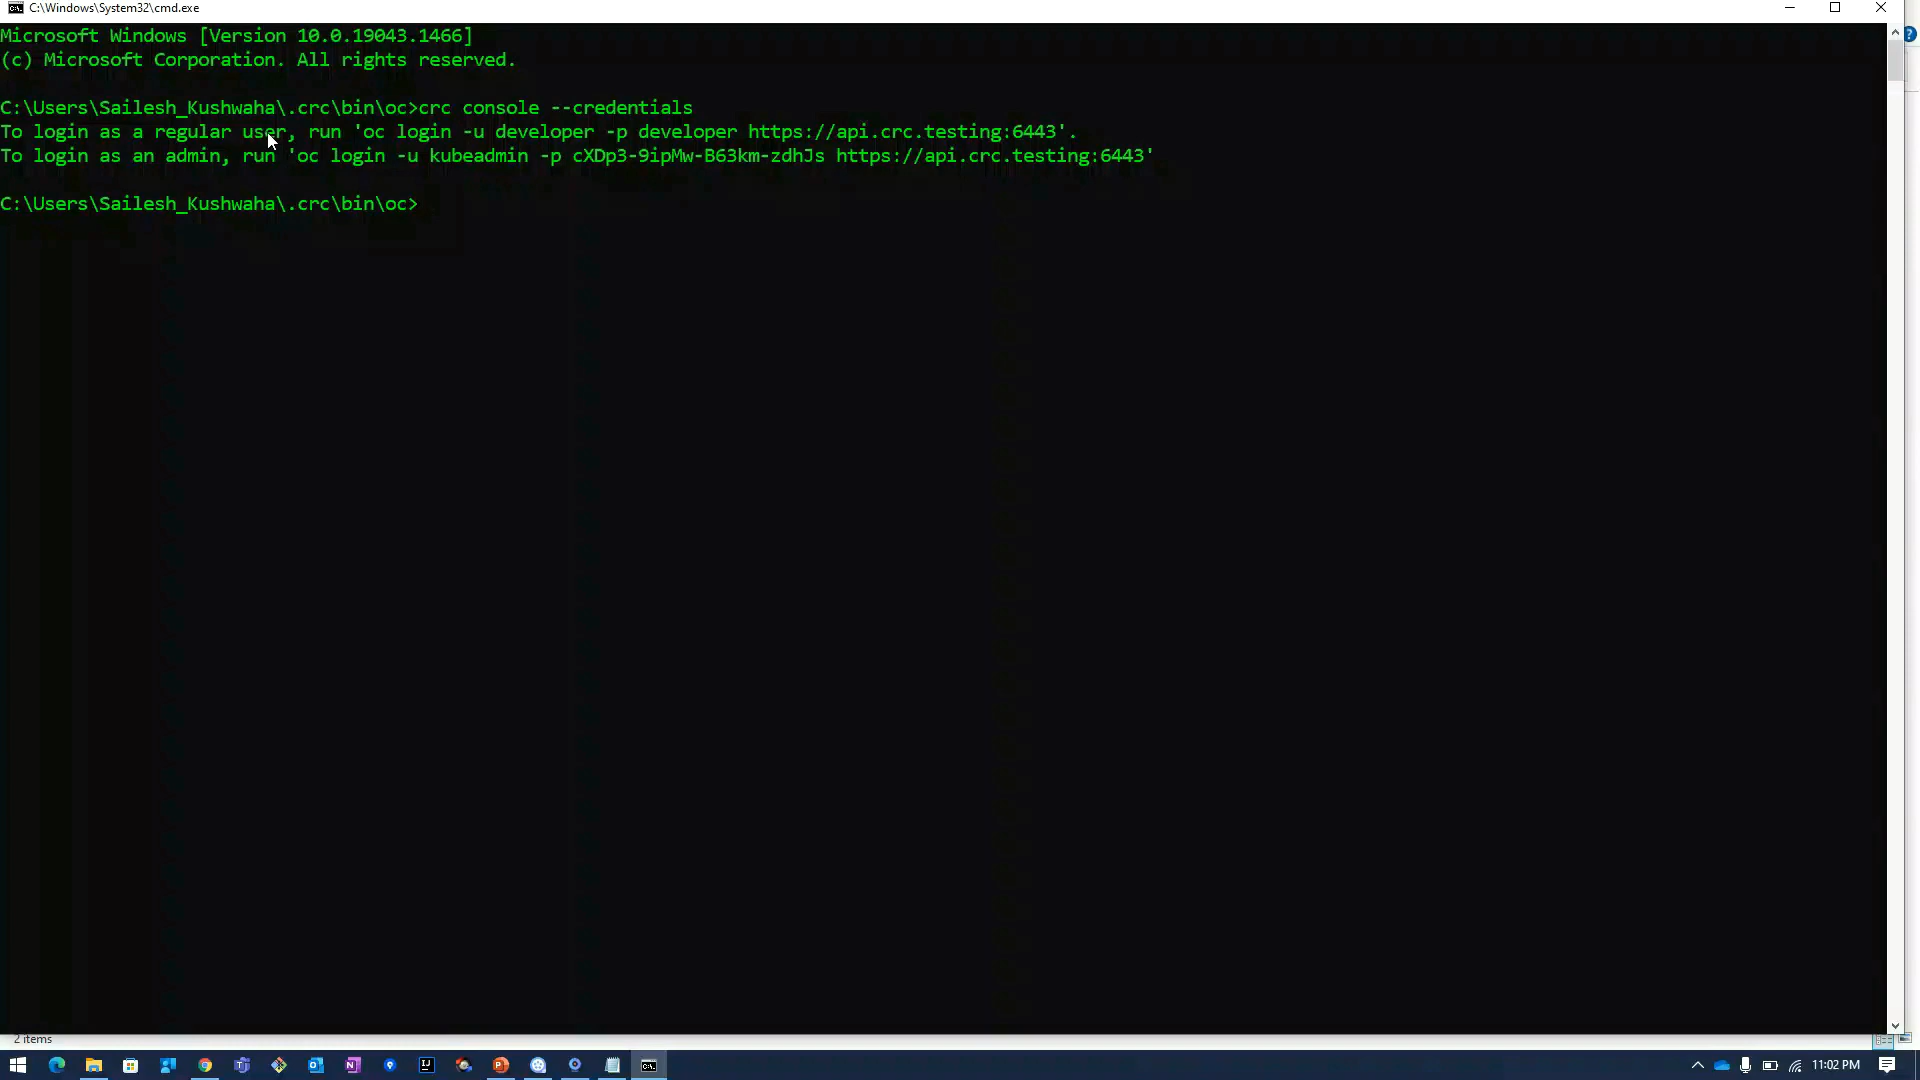 C:\Windows\System32\cmd.exe
Microsoft Windows [Version 10.0.19043.1466]
(c) Microsoft Corporation. All rights reserved.
C:\Users\Sailesh_Kushwaha\.crc\bin\oc>crc console --credentials
To login as a regular user, run 'oc login -u developer -p developer https://api.crc.testing:6443'.
To login as an admin, run 'oc login -u kubeadmin -p cXDp3-9ipMw-B63km-zdhJs https://api.crc.testing:6443'
C:\Users\Sailesh_Kushwaha\.crc\bin\oc>
2 items
11:02 PM